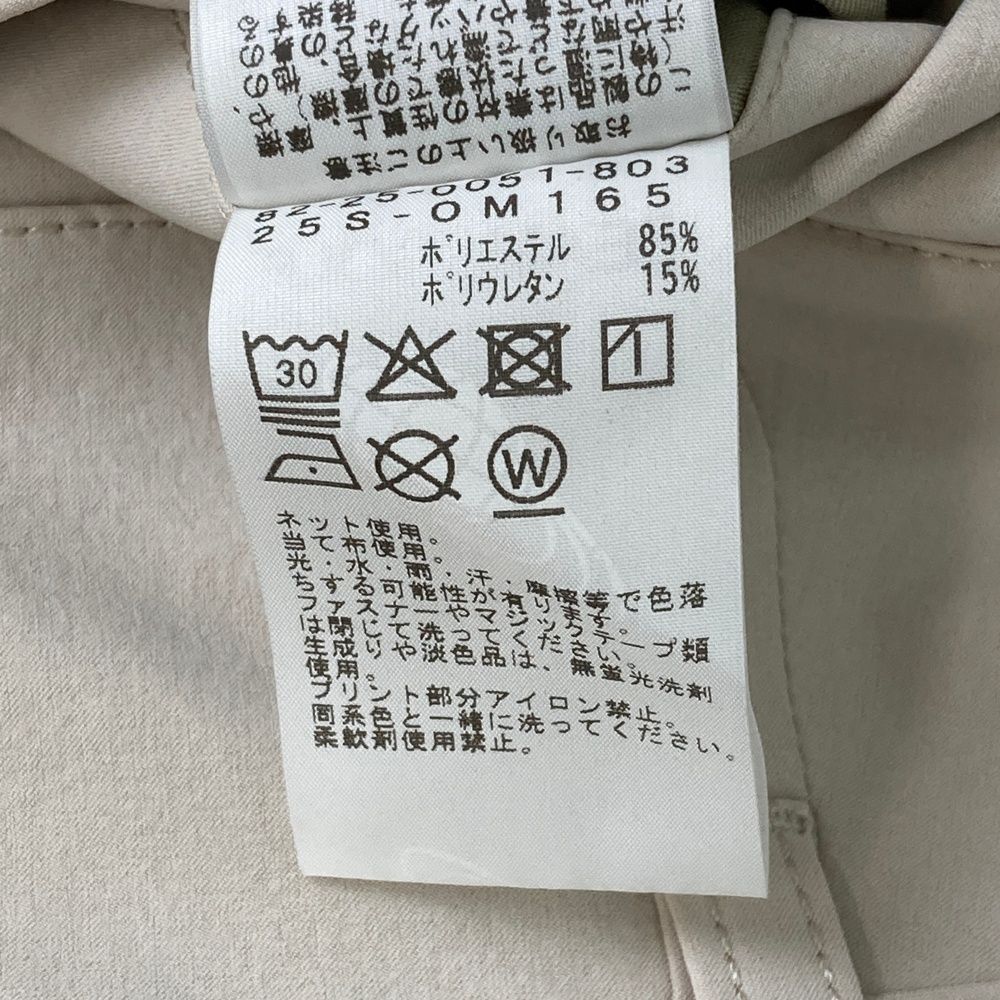 お取り扱い上のご注意
82-25-0051-803
25S-OM165
ポリエステル 85%
ポリウレタン 15%
30
W
ネット使用。
当て布使用。
光・水・雨・汗・摩擦等で色落
ちする可能性が有ります。
ファスナーやマジックテープ類
は閉じて洗ってください。
生成りや淡色品は、無蛍光洗剤
使用。
プリント部分アイロン禁止。
同系色と一緒に洗ってください。
柔軟剤使用禁止。